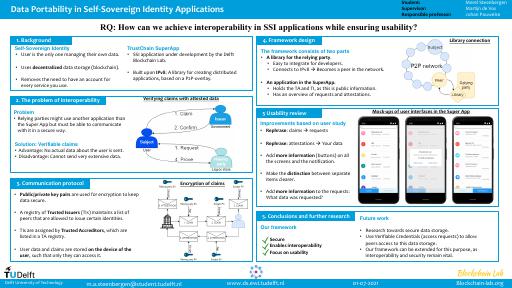 Data Portability in Self-Sovereign Identity Applications
Student: Meert Steenbergen
Supervisor: Martijn de Vos
Responsible professor: Johan Pouwelse
RQ: How can we achieve interoperability in SSI applications while ensuring usability?
1. Background
Self-Sovereign Identity
User is the only one managing their own data.
Uses decentralized data storage (blockchain).
Removes the need to have an account for every service used.
TrustChain SuperApp
SSI application under development by the Delft Blockchain Lab.
Built upon IPv8: A library for creating distributed applications, based on a P2P overlay.
2. The problem of interoperability
Problem
Relying parties might use another application than the Super App but must be able to communicate with it in a secure way.
Solution: Verifiable claims
Advantage: No actual data about the user is sent.
Disadvantage: Cannot send very extensive data.
Verifying claims with attested data
1. Claim
2. Confirm
3. Request
4. Prove
Issuer
Government
Subject
User
Liquor store
3. Communication protocol
Public/private key pairs are used for encryption to keep data secure.
A registry of Trusted Issuers (TIs) maintains a list of peers that are allowed to issue certain identities.
TIs are assigned by Trusted Accreditors, which are listed in a TA registry.
User data and claims are stored on the device of the user, such that only they can access it.
Encryption of claims
4. Framework design
The framework consists of two parts
A library for the relying party.
Easy to integrate for developers.
Connects to IPv8 → Becomes a peer in the network.
An application in the SuperApp.
Holds the TA and TI, as this is public information.
Has an overview of requests and attestations.
Library connection
Subject
P2P network
Peer
Relying party
Library
5 Usability review
Improvements based on user study
Rephrase: claims → requests
Rephrase: attestations → Your data
Add more information (buttons) on all the screens and the notification.
Make the distinction between separate items clearer.
Add more information to the requests: What data was requested?
Mock-ups of user interfaces in the Super App
5. Conclusions and further research
Our framework
Secure
Enables interoperability
Focus on usability
Future work
Research towards secure data storage.
Use Verifiable Credentials (access requests) to allow peers access to this data storage.
Our framework can be extended for this purpose, as interoperability and security remain vital.
TUDelft
Delft University of Technology
m.a.steenbergen@student.tudelft.nl
www.ds.ewi.tudelft.nl
01-07-2021
Blockchain Lab
Blockchain-lab.org